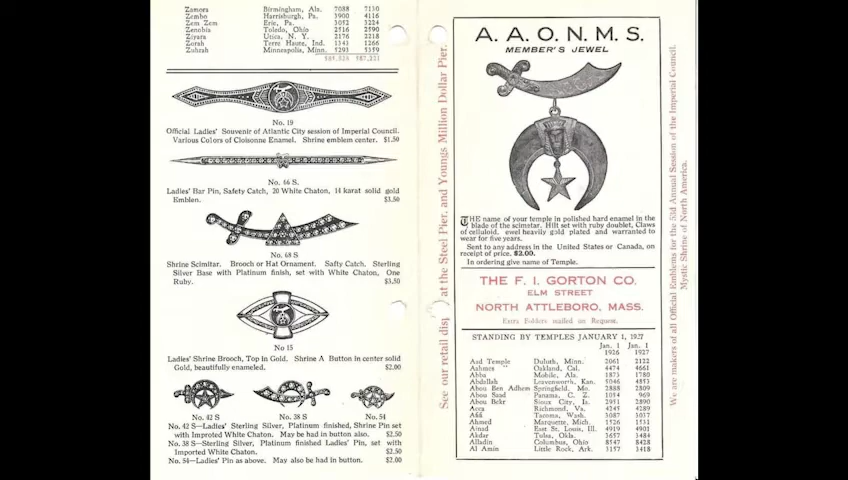 Zamora Birmingham, Ala. 7088 7130
Zembo Harrisburgh, Pa. 3900 4116
Zem Zem Erie, Pa. 3052 3224
Zenobia Toledo, Ohio 2516 2590
Ziyara Utica, N. Y. 2176 2218
Zorah Terre Haute, Ind. 1343 1266
Zuhrah Minneapolis, Minn. 5293 5359
No. 19
Official Ladies' Souvenir of Atlantic City session of Imperial Council.
Various Colors of Cloisonne Enamel. Shrine emblem center. $1.50
No. 66 S.
Ladies' Bar Pin, Safety Catch, 20 White Chaton, 14 karat solid gold
Emblem. $3.50
No. 68 S
Shrine Scimitar. Brooch or Hat Ornament. Safty Catch. Sterling
Silver Base with Platinum finish, set with White Chaton, One
Ruby. $3.50
No 15
Ladies' Shrine Brooch, Top in Gold. Shrine A Button in center solid
Gold, beautifully enameled. $2.00
No. 42 S No. 38 S No. 54
No. 42 S—Ladies' Sterling Silver, Platinum finished, Shrine Pin set
with Improted White Chaton. May be had in button also. $2.50
No. 38 S—Sterling Silver, Platinum finished Ladies' Pin, set with
Imported White Chaton. $2.50
No. 54—Ladies' Pin as above. May also be had in button. $2.00
See our retail dis at the Steel Pier, and Youngs Million Dollar Pier.
A. A. O. N. M. S.
MEMBER'S JEWEL
THE name of your temple in polished hard enamel in the
blade of the scimetar. Hilt set with ruby doublet, Claws
of celluloid. ewel heavily gold plated and warranted to
wear for five years.
Sent to any address in the United States or Canada, on
receipt of price, $2.00.
In ordering give name of Temple.
THE F. I. GORTON CO.
ELM STREET
NORTH ATTLEBORO, MASS.
Extra Folders mailed on Request.
STANDING BY TEMPLES JANUARY 1, 1927
Jan. 1 Jan. 1
1926 1927
Aad Temple Duluth, Minn. 2061 2122
Aahmes " Oakland, Cal. 4474 4661
Abba Mobile, Ala. 1873 1780
Abdallah Leavenworth, Kan. 5046 4853
Abou Ben Adhem Springfield, Mo. 2888 2809
Abou Saad Panama, C. Z. 1054 969
Abou Bekr Sioux City, Ia. 2951 2890
Acca Richmond, Va. 4245 4289
Afifi Tacoma, Wash. 3087 3037
Ahmed Marquette, Mich. 1526 1531
Ainad East St. Louis, Ill. 4919 4901
Akdar Tulsa, Okla. 3657 3484
Alladin Columbus, Ohio 8547 8418
Al Amin Little Rock, Ark. 3157 3418
We are makers of all Official Emblems for the 53d Annual Session of the Imperial Council.
Mystic Shrine of North America.